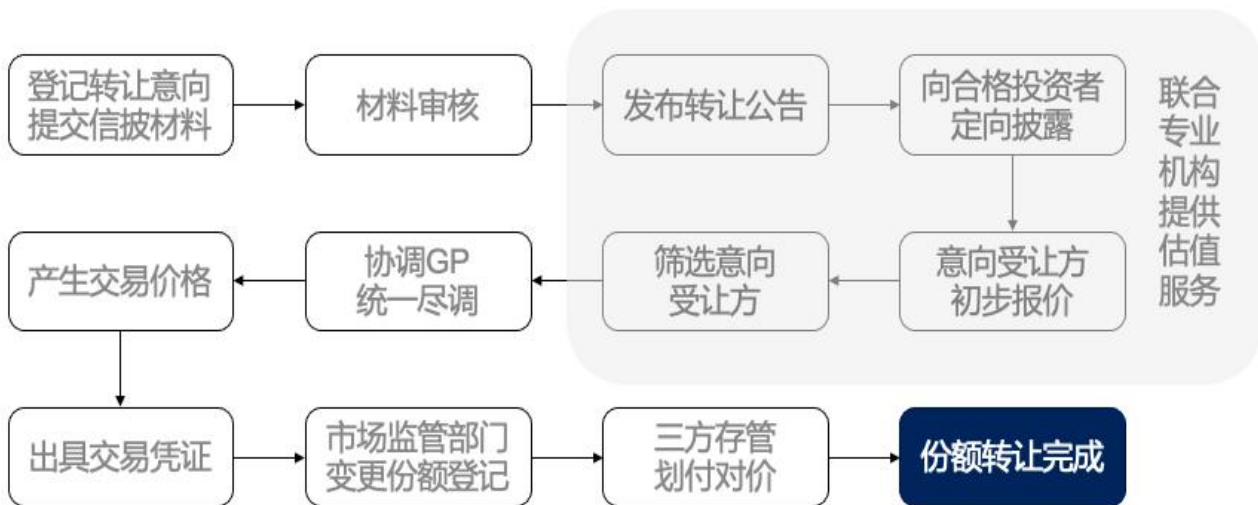 登记转让意向
提交信披材料
材料审核
发布转让公告
向合格投资者
定向披露
联合
专业
机构
提供
估值
服务
意向受让方
初步报价
筛选意向
受让方
协调GP
统一尽调
产生交易价格
出具交易凭证
市场监管部门
变更份额登记
三方存管
划付对价
份额转让完成